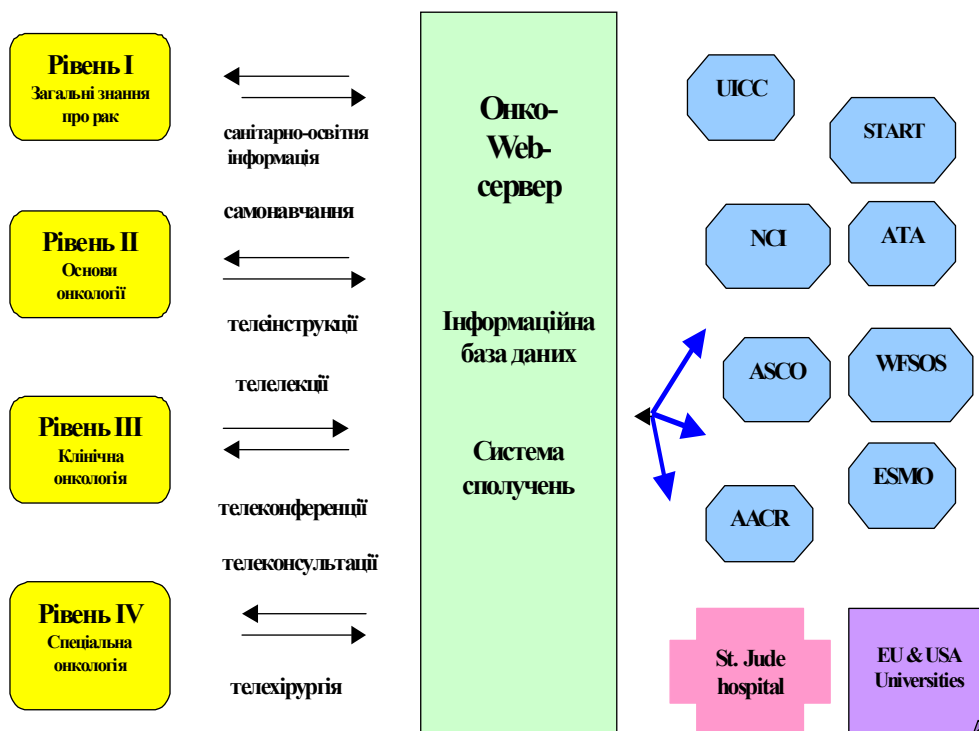 Рівень I
Загальні знання
про рак
Рівень II
Основи
онкології
Рівень III
Клінічна
онкологія
Рівень IV
Спеціальна
онкологія
санітарно-освітня
інформація
самонавчання
телеінструкції
телелекції
телеконференції
телеконсультації
телехірургія
Онко-
Web-
сервер
Інформаційна
база даних
Система
сполучень
UICC
START
NCI
ATA
ASCO
WFSOS
ESMO
AACR
St. Jude
hospital
EU & USA
Universities